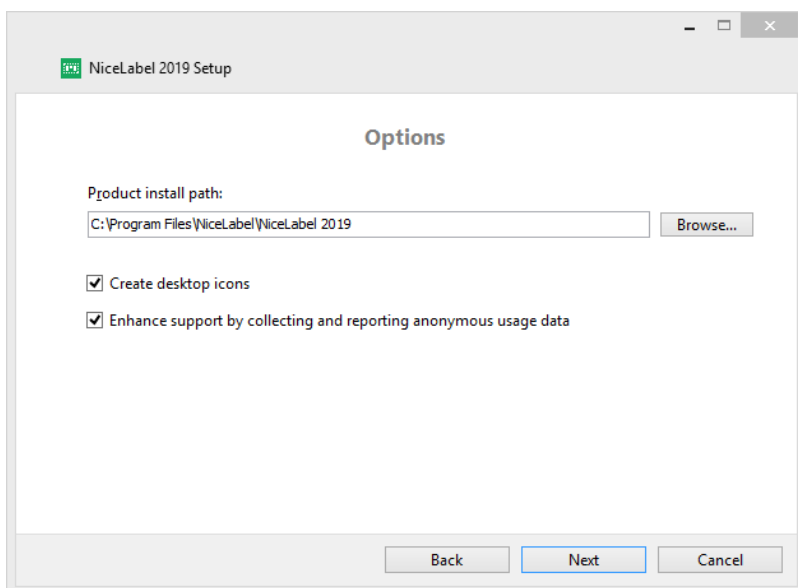 NiceLabel 2019 Setup
Options
Product install path:
C:\Program Files\NiceLabel\NiceLabel 2019
Browse...
Create desktop icons
Enhance support by collecting and reporting anonymous usage data
Back
Next
Cancel